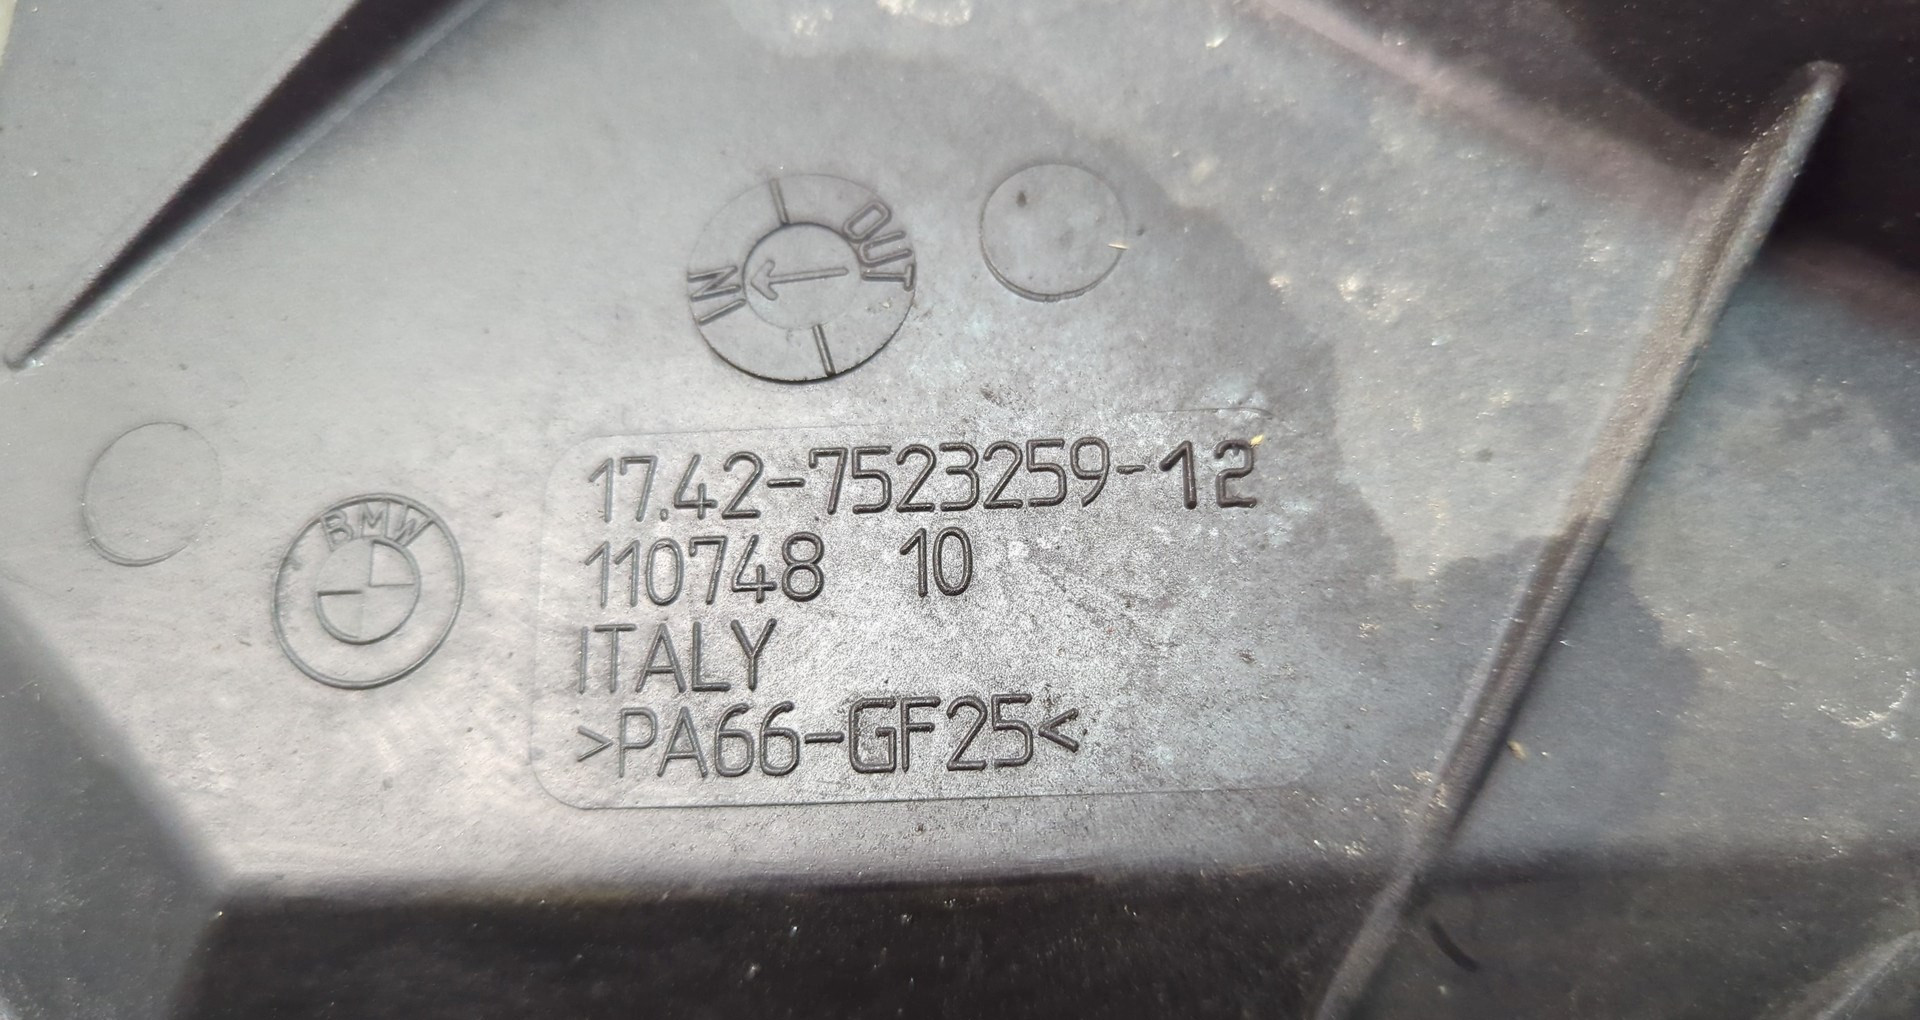 OUT
IN
17.42-7523259-12
BMW
110748 10
ITALY
>PA66-GF25<